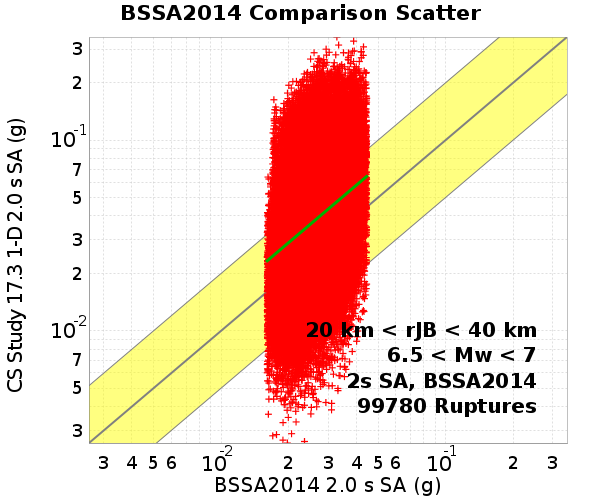 BSSA2014 Comparison Scatter
CS Study 17.3 1-D 2.0 s SA (g)
3
2
10^-1
7
5
3
2
10^-2
7
5
3
20 km < rJB < 40 km
6.5 < Mw < 7
2s SA, BSSA2014
99780 Ruptures
3 4 5 6 10^-2 2 3 4 5 6 10^-1 2 3
BSSA2014 2.0 s SA (g)